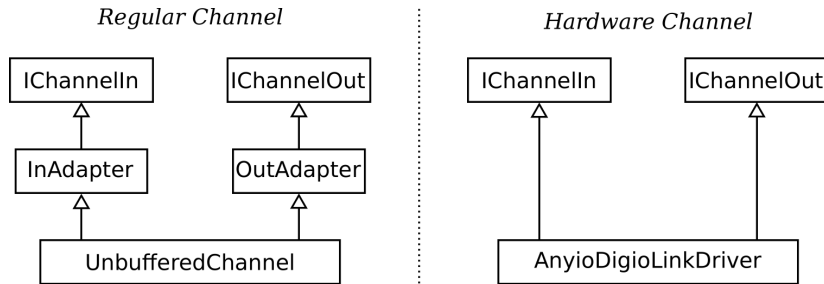 Regular Channel
Hardware Channel
IChannelIn
IChannelOut
IChannelIn
IChannelOut
InAdapter
OutAdapter
UnbufferedChannel
AnyioDigioLinkDriver